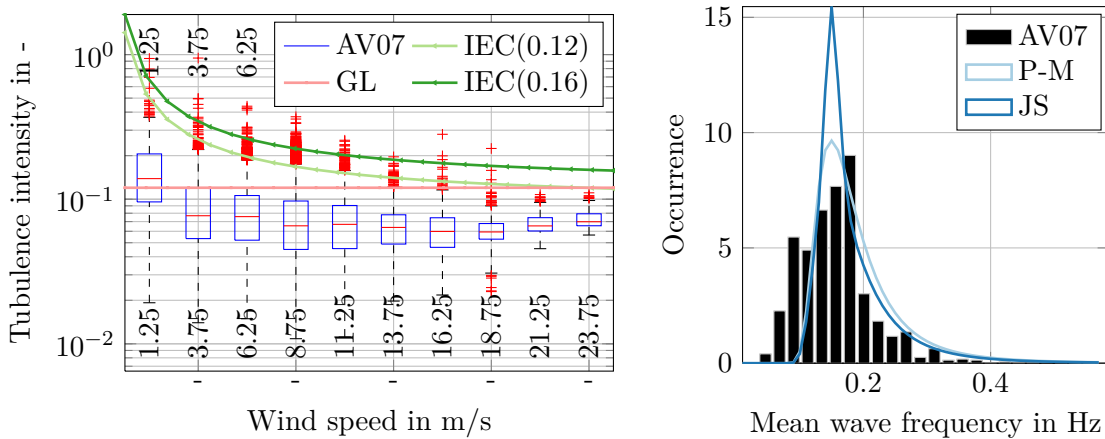 Tubulence intensity in -
10⁰
10⁻¹
10⁻²
1.25
3.75
6.25
AV07
IEC(0.12)
GL
IEC(0.16)
1.25
3.75
6.25
8.75
11.25
13.75
16.25
18.75
21.25
23.75
-
-
-
-
-
Wind speed in m/s
Occurrence
15
10
5
0
AV07
P-M
JS
0.2
0.4
Mean wave frequency in Hz